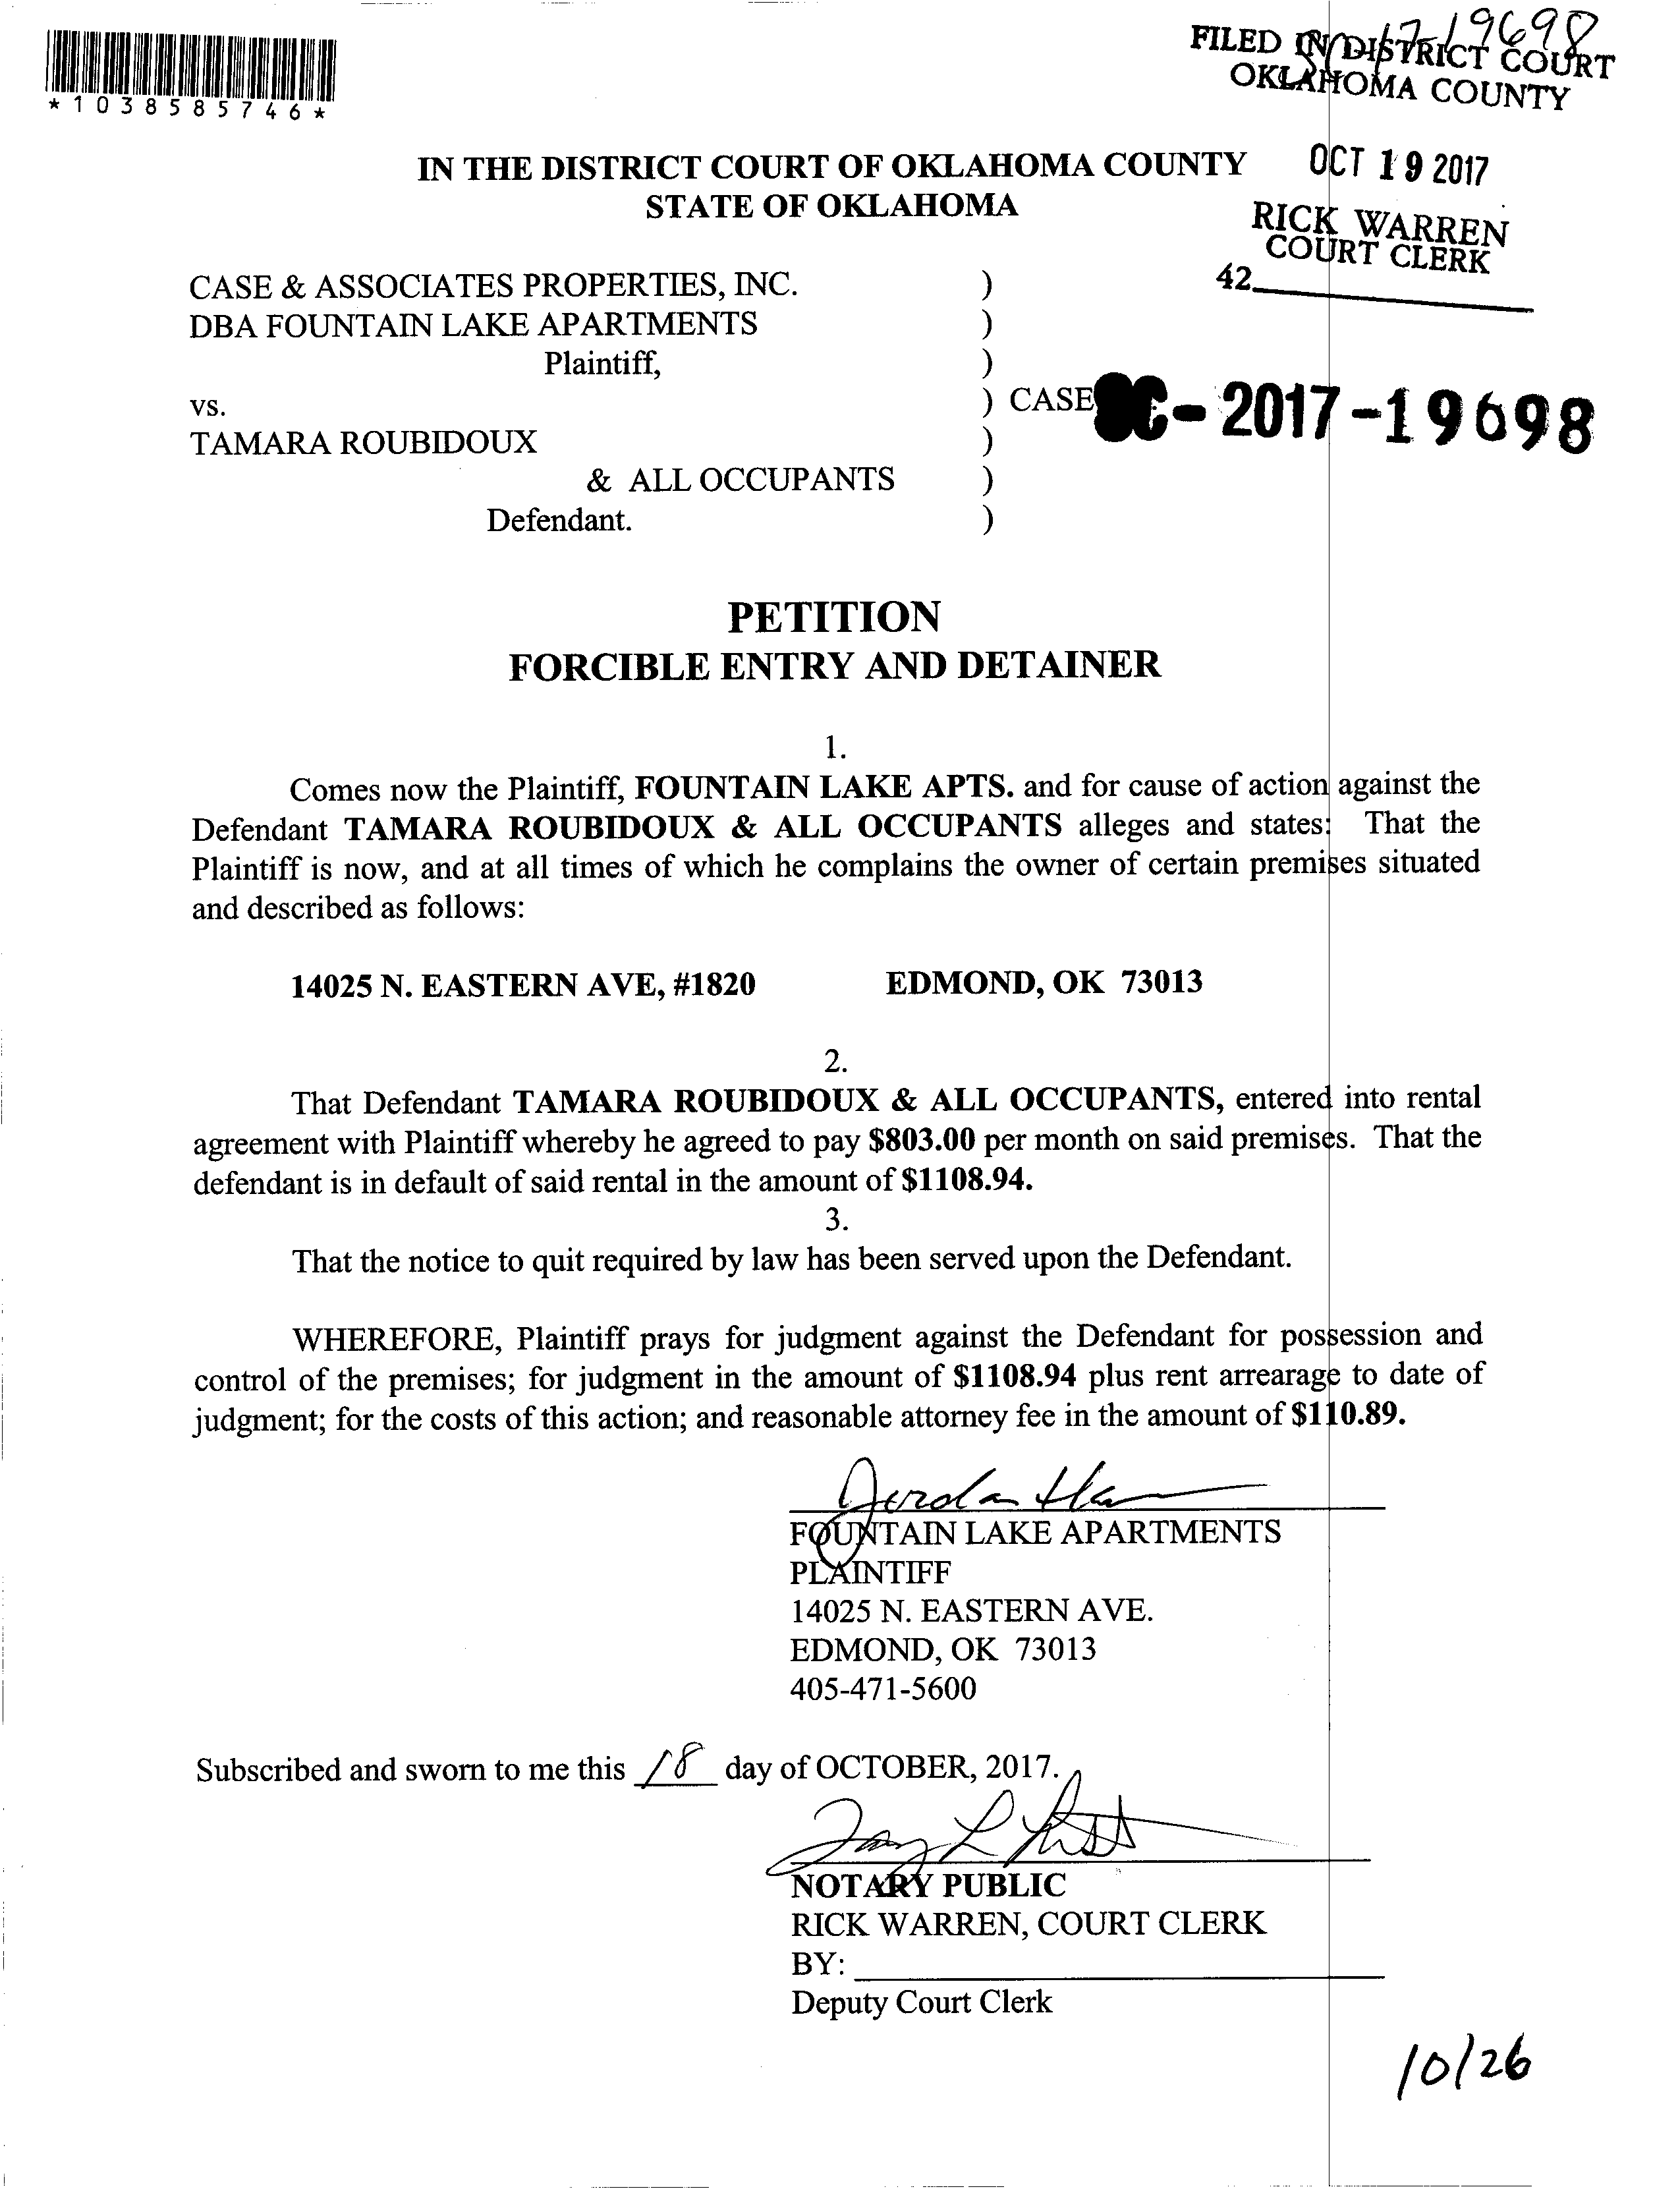 *1038585746*
17-19698
FILED IN DISTRICT COURT
OKLAHOMA COUNTY
OCT 19 2017
RICK WARREN
COURT CLERK
42
IN THE DISTRICT COURT OF OKLAHOMA COUNTY
STATE OF OKLAHOMA
CASE & ASSOCIATES PROPERTIES, INC. )
DBA FOUNTAIN LAKE APARTMENTS )
Plaintiff, )
vs. ) CASE SC-2017-19698
TAMARA ROUBIDOUX )
& ALL OCCUPANTS )
Defendant. )
PETITION
FORCIBLE ENTRY AND DETAINER
1.
Comes now the Plaintiff, FOUNTAIN LAKE APTS. and for cause of action against the
Defendant TAMARA ROUBIDOUX & ALL OCCUPANTS alleges and states: That the
Plaintiff is now, and at all times of which he complains the owner of certain premises situated
and described as follows:
14025 N. EASTERN AVE, #1820 EDMOND, OK 73013
2.
That Defendant TAMARA ROUBIDOUX & ALL OCCUPANTS, entered into rental
agreement with Plaintiff whereby he agreed to pay $803.00 per month on said premises. That the
defendant is in default of said rental in the amount of $1108.94.
3.
That the notice to quit required by law has been served upon the Defendant.
WHEREFORE, Plaintiff prays for judgment against the Defendant for possession and
control of the premises; for judgment in the amount of $1108.94 plus rent arrearage to date of
judgment; for the costs of this action; and reasonable attorney fee in the amount of $110.89.
FOUNTAIN LAKE APARTMENTS
PLAINTIFF
14025 N. EASTERN AVE.
EDMOND, OK 73013
405-471-5600
Subscribed and sworn to me this 18 day of OCTOBER, 2017.
NOTARY PUBLIC
RICK WARREN, COURT CLERK
BY:
Deputy Court Clerk
10/26